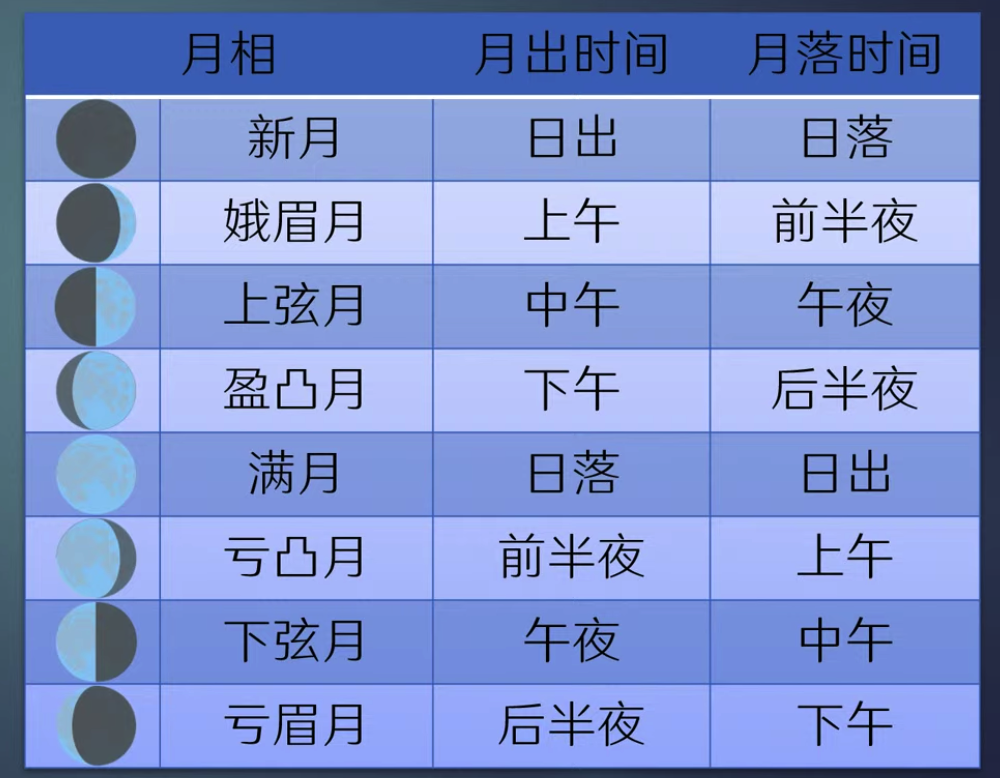 月相 月出时间 月落时间
新月 日出 日落
娥眉月 上午 前半夜
上弦月 中午 午夜
盈凸月 下午 后半夜
满月 日落 日出
亏凸月 前半夜 上午
下弦月 午夜 中午
亏眉月 后半夜 下午